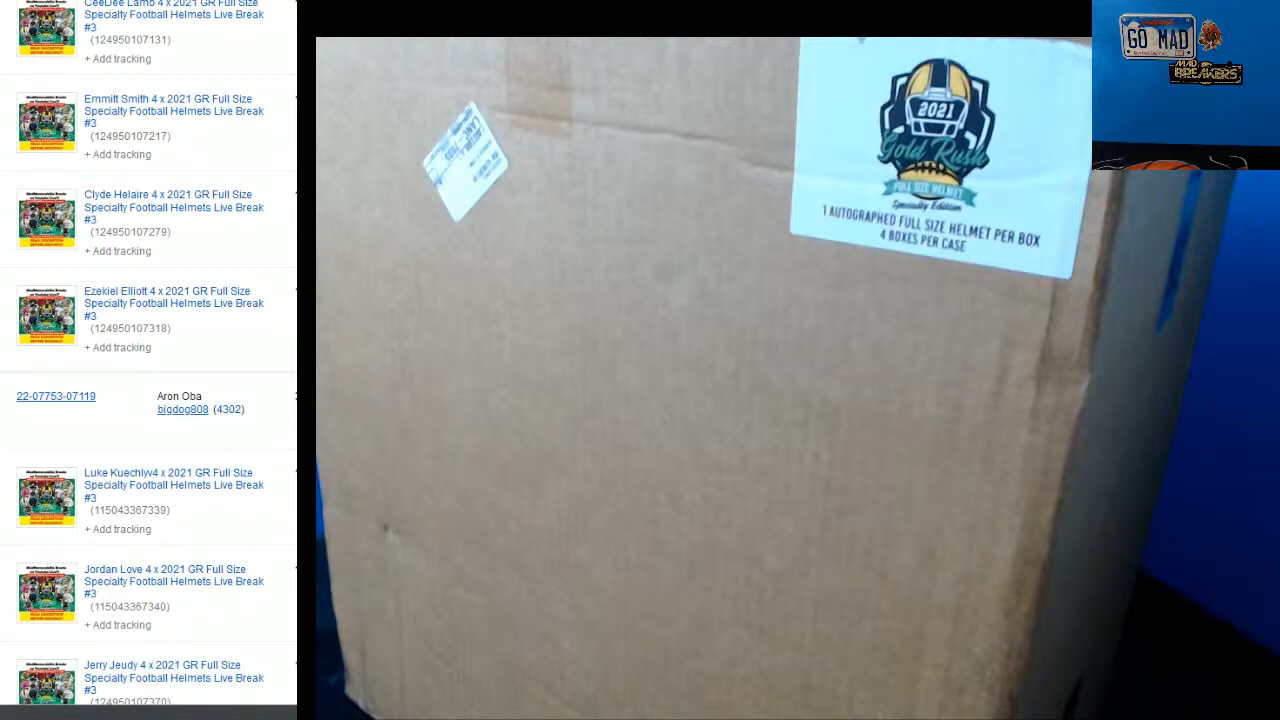 CeeDee Lamb 4 x 2021 GR Full Size
Specialty Football Helmets Live Break
#3
(124950107131)
+ Add tracking
Emmitt Smith 4 x 2021 GR Full Size
Specialty Football Helmets Live Break
#3
(124950107217)
+ Add tracking
Clyde Helaire 4 x 2021 GR Full Size
Specialty Football Helmets Live Break
#3
(124950107279)
+ Add tracking
Ezekiel Elliott 4 x 2021 GR Full Size
Specialty Football Helmets Live Break
#3
(124950107318)
+ Add tracking
22-07753-07119
Aron Oba
bigdog808 (4302)
Luke Kuechlyv4 x 2021 GR Full Size
Specialty Football Helmets Live Break
#3
(115043367339)
+ Add tracking
Jordan Love 4 x 2021 GR Full Size
Specialty Football Helmets Live Break
#3
(115043367340)
+ Add tracking
Jerry Jeudy 4 x 2021 GR Full Size
Specialty Football Helmets Live Break
#3
(124950107370)
2021
Gold Rush
FULL SIZE HELMET
Specialty Edition
1 AUTOGRAPHED FULL SIZE HELMET PER BOX
4 BOXES PER CASE
GO MAD
MAD
BREAKERS